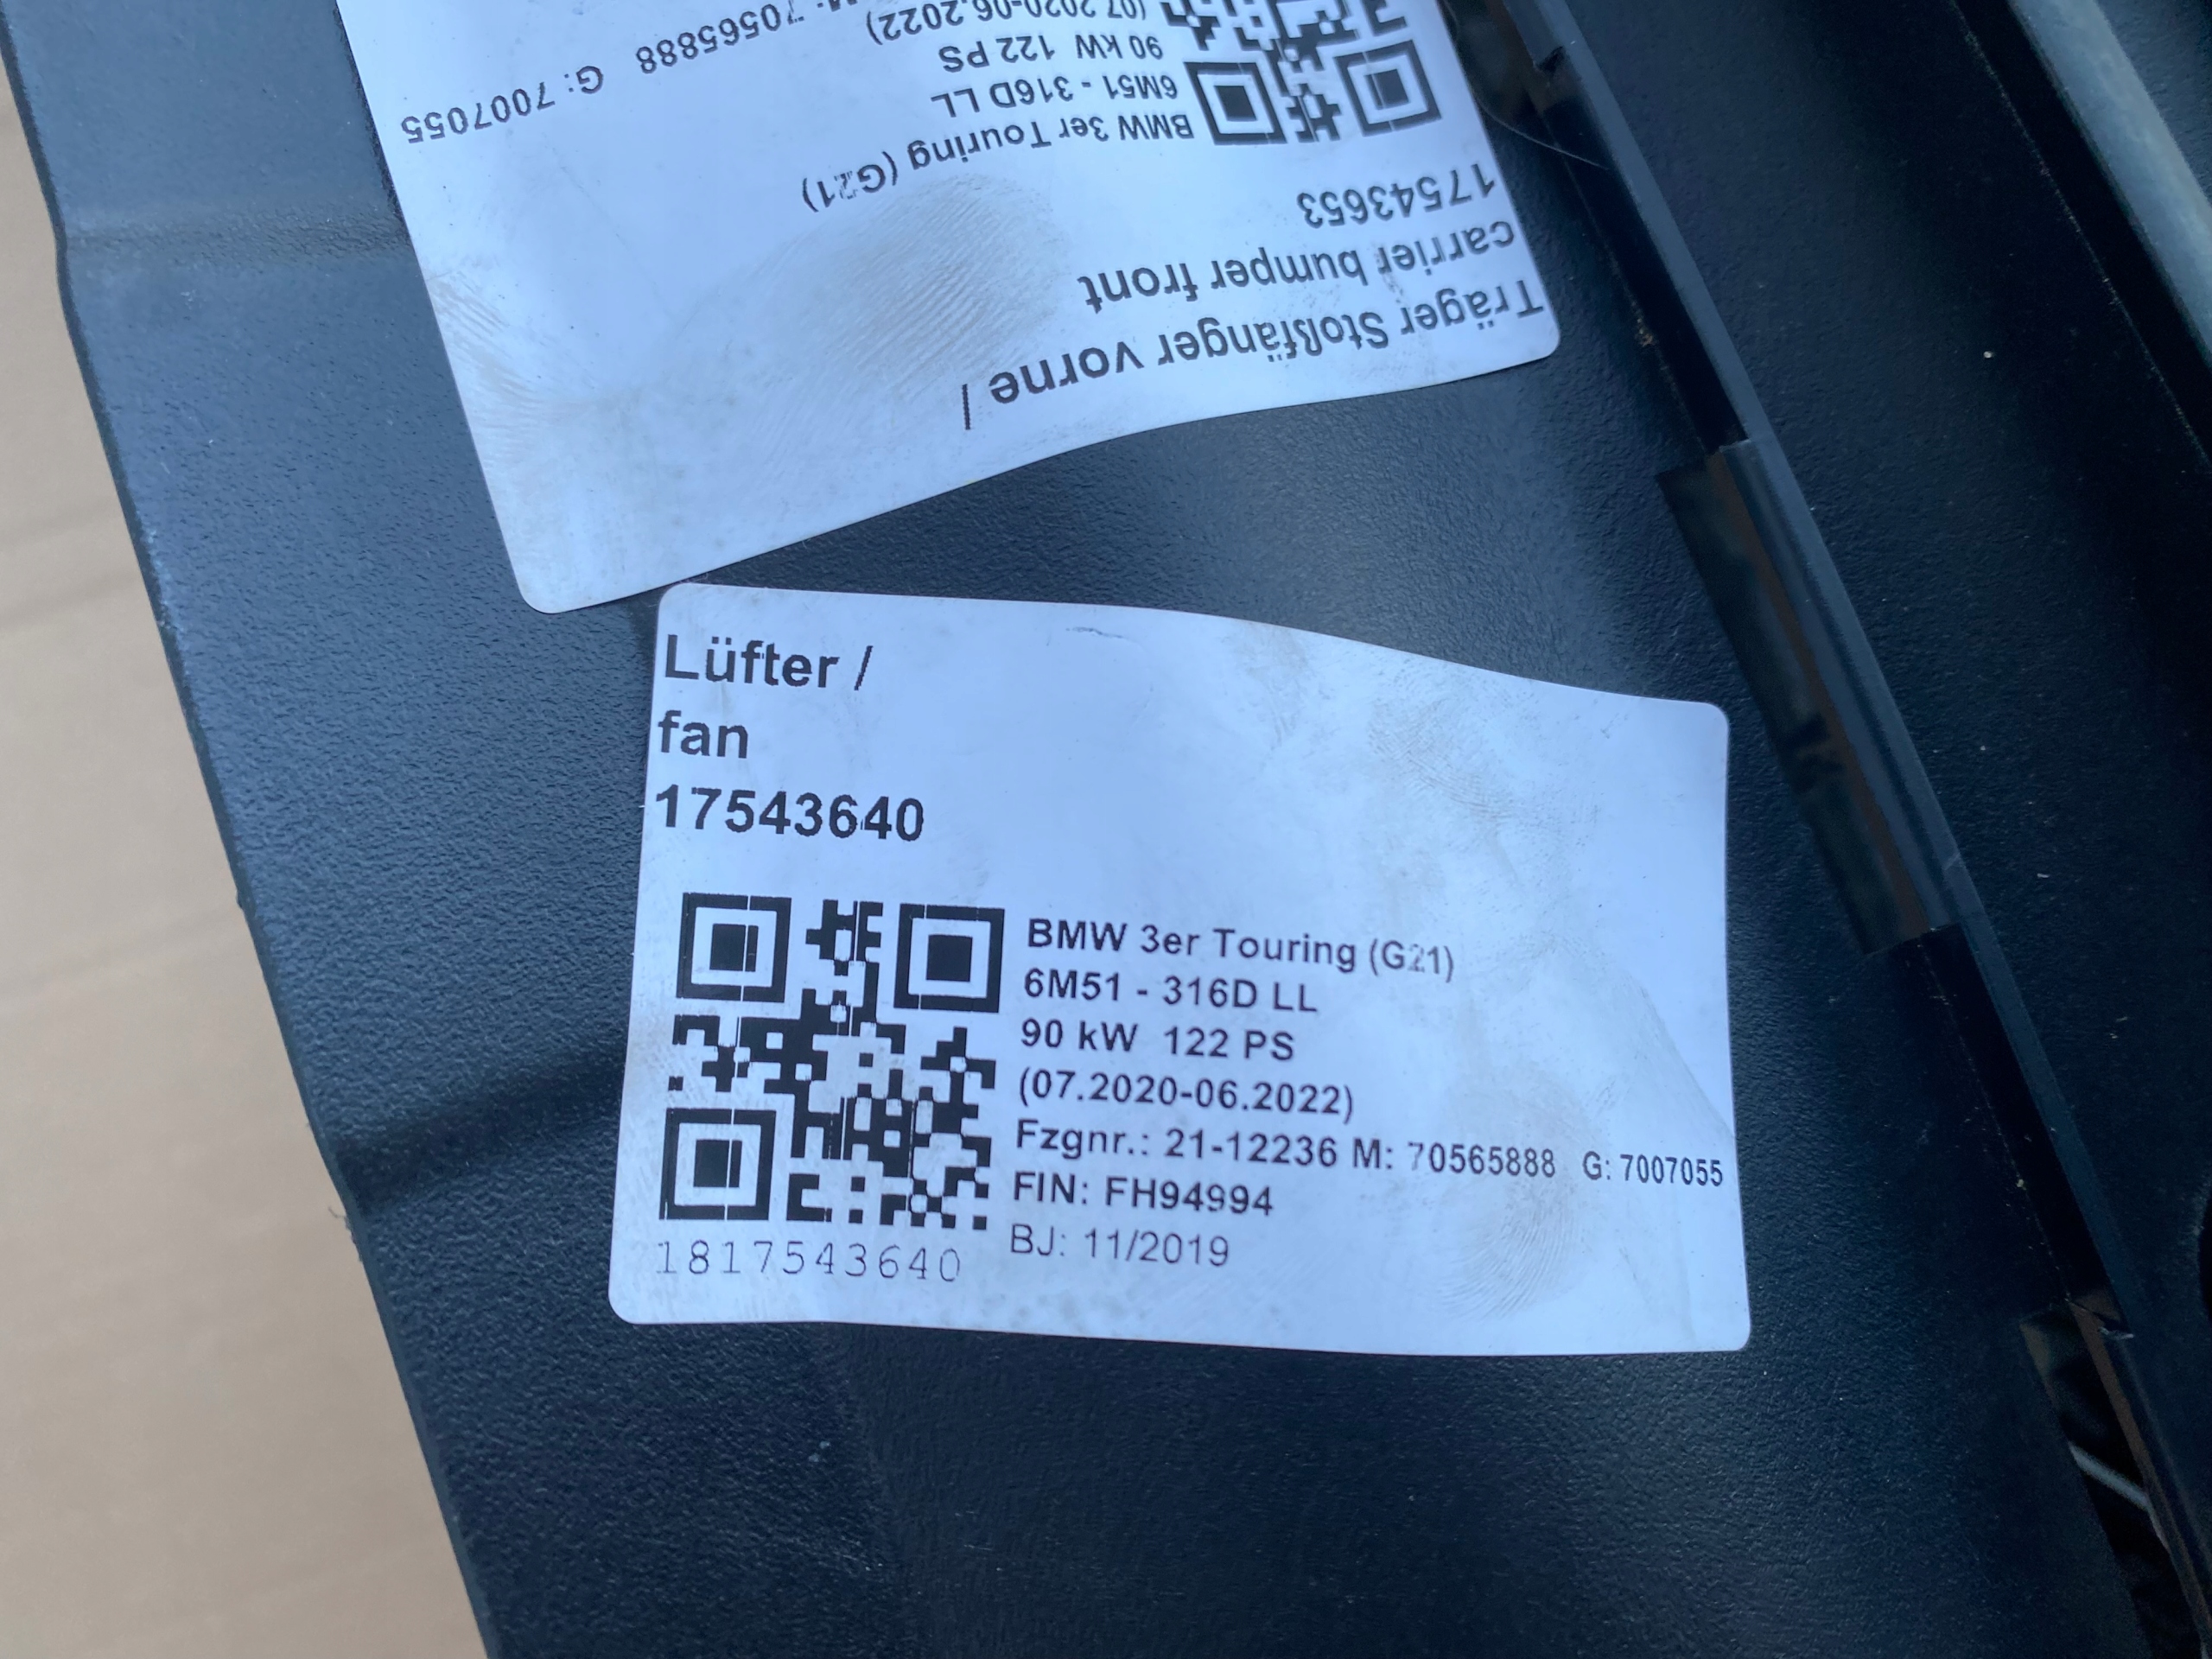 Träger Stoßfänger vorne /
carrier bumper front
17543653
BMW 3er Touring (G21)
6M51 - 316D LL
90 kW 122 PS
(07.2020-06.2022)
70565888 G: 7007055
Lüfter /
fan
17543640
BMW 3er Touring (G21)
6M51 - 316D LL
90 kW 122 PS
(07.2020-06.2022)
Fzgnr.: 21-12236 M: 70565888 G: 7007055
FIN: FH94994
BJ: 11/2019
1817543640